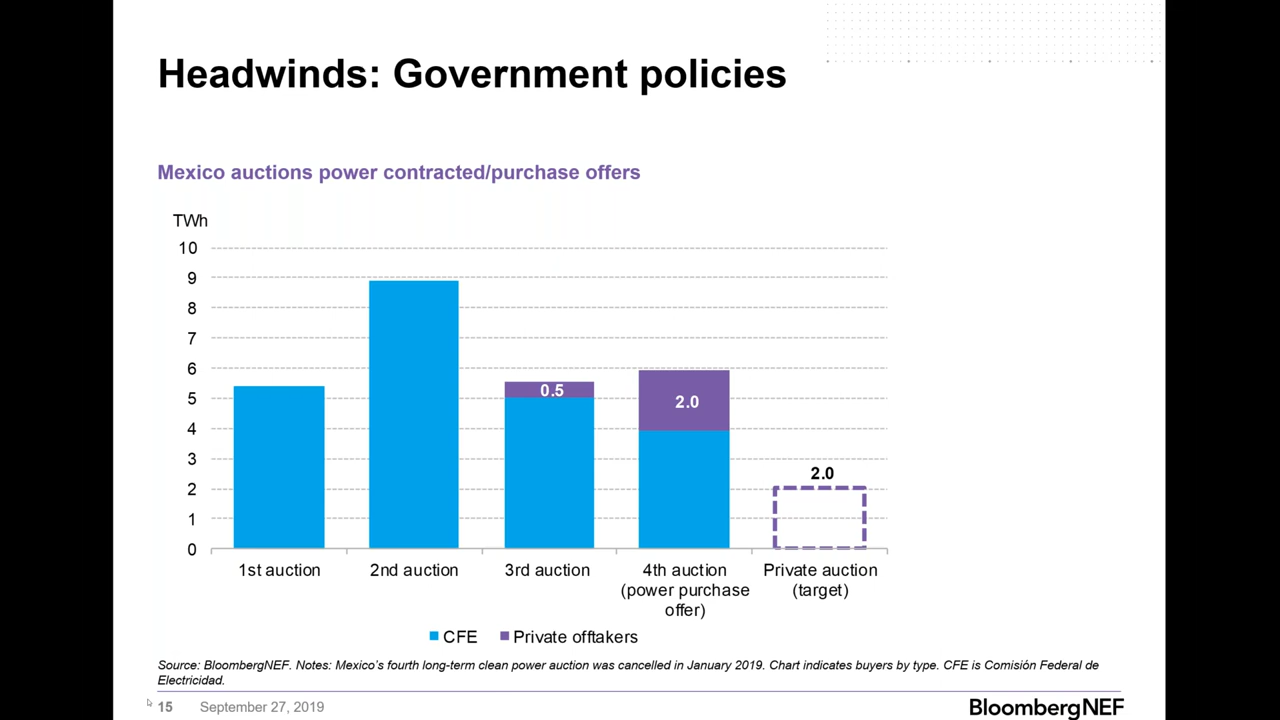 Headwinds: Government policies
Mexico auctions power contracted/purchase offers
TWh
10
9
8
7
6
5
4
3
2
1
0
0.5
2.0
2.0
1st auction
2nd auction
3rd auction
4th auction
(power purchase
offer)
Private auction
(target)
CFE
Private offtakers
Source: BloombergNEF. Notes: Mexico's fourth long-term clean power auction was cancelled in January 2019. Chart indicates buyers by type. CFE is Comisión Federal de
Electricidad.
15 September 27, 2019
BloombergNEF